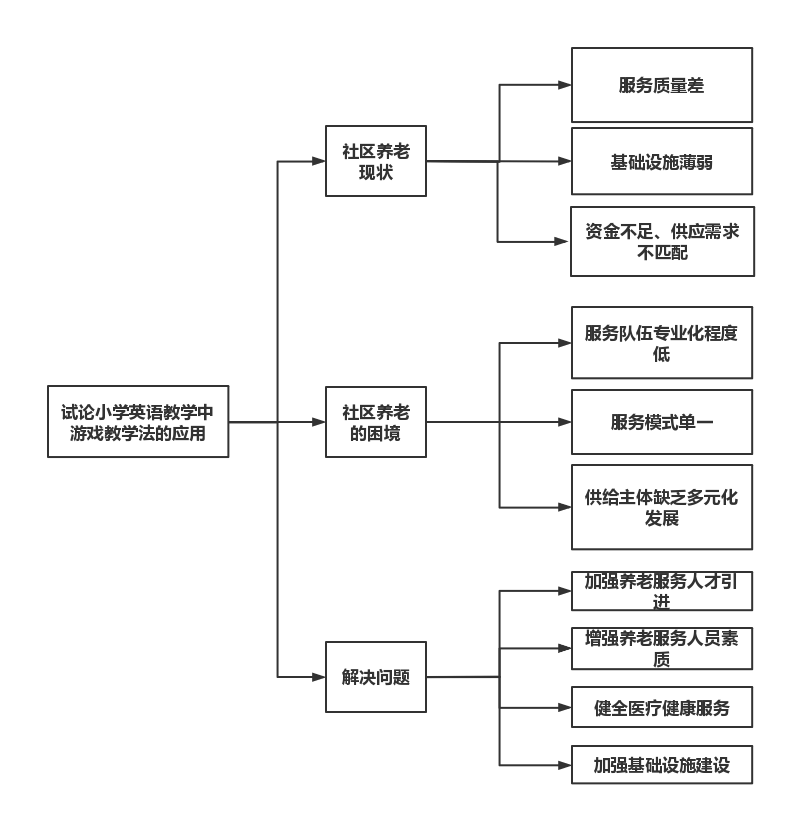 试论小学英语教学中
游戏教学法的应用
社区养老
现状
服务质量差
基础设施薄弱
资金不足、供应需求
不匹配
社区养老
的困境
服务队伍专业化程度
低
服务模式单一
供给主体缺乏多元化
发展
解决问题
加强养老服务人才引
进
增强养老服务人员素
质
健全医疗健康服务
加强基础设施建设